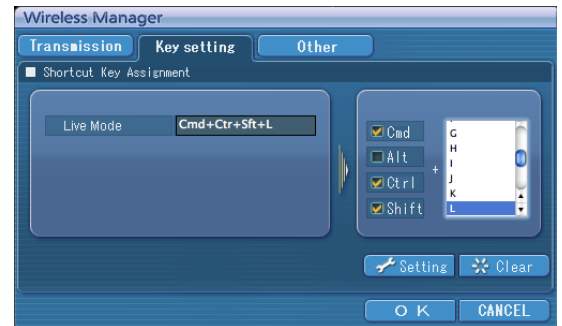 Wireless Manager
Transmission Key setting Other
Shortcut Key Assignment
Live Mode Cmd+Ctr+Sft+L
Cmd
Alt
Ctrl
Shift
+
G
H
I
J
K
L
Setting Clear
O K CANCEL